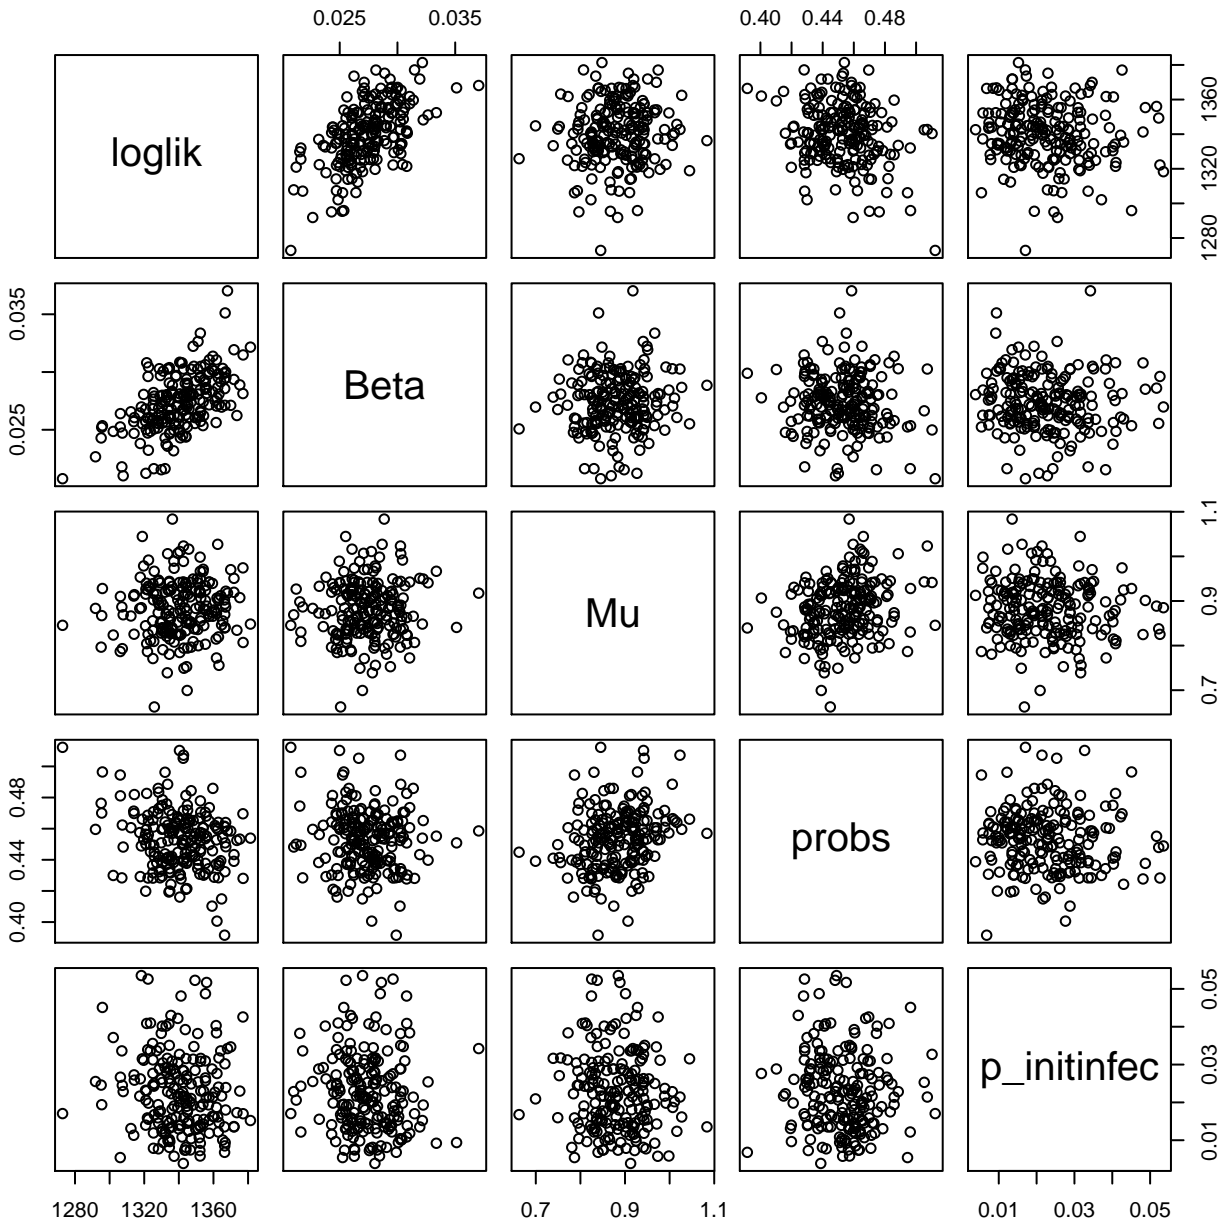 0.025 0.035 0.40 0.44 0.48
loglik 1280 1320 1360
0.025 0.035 Beta
Mu 0.7 0.9 1.1
0.40 0.44 0.48 probs
p_initinfec 0.01 0.03 0.05
1280 1320 1360 0.7 0.9 1.1 0.01 0.03 0.05